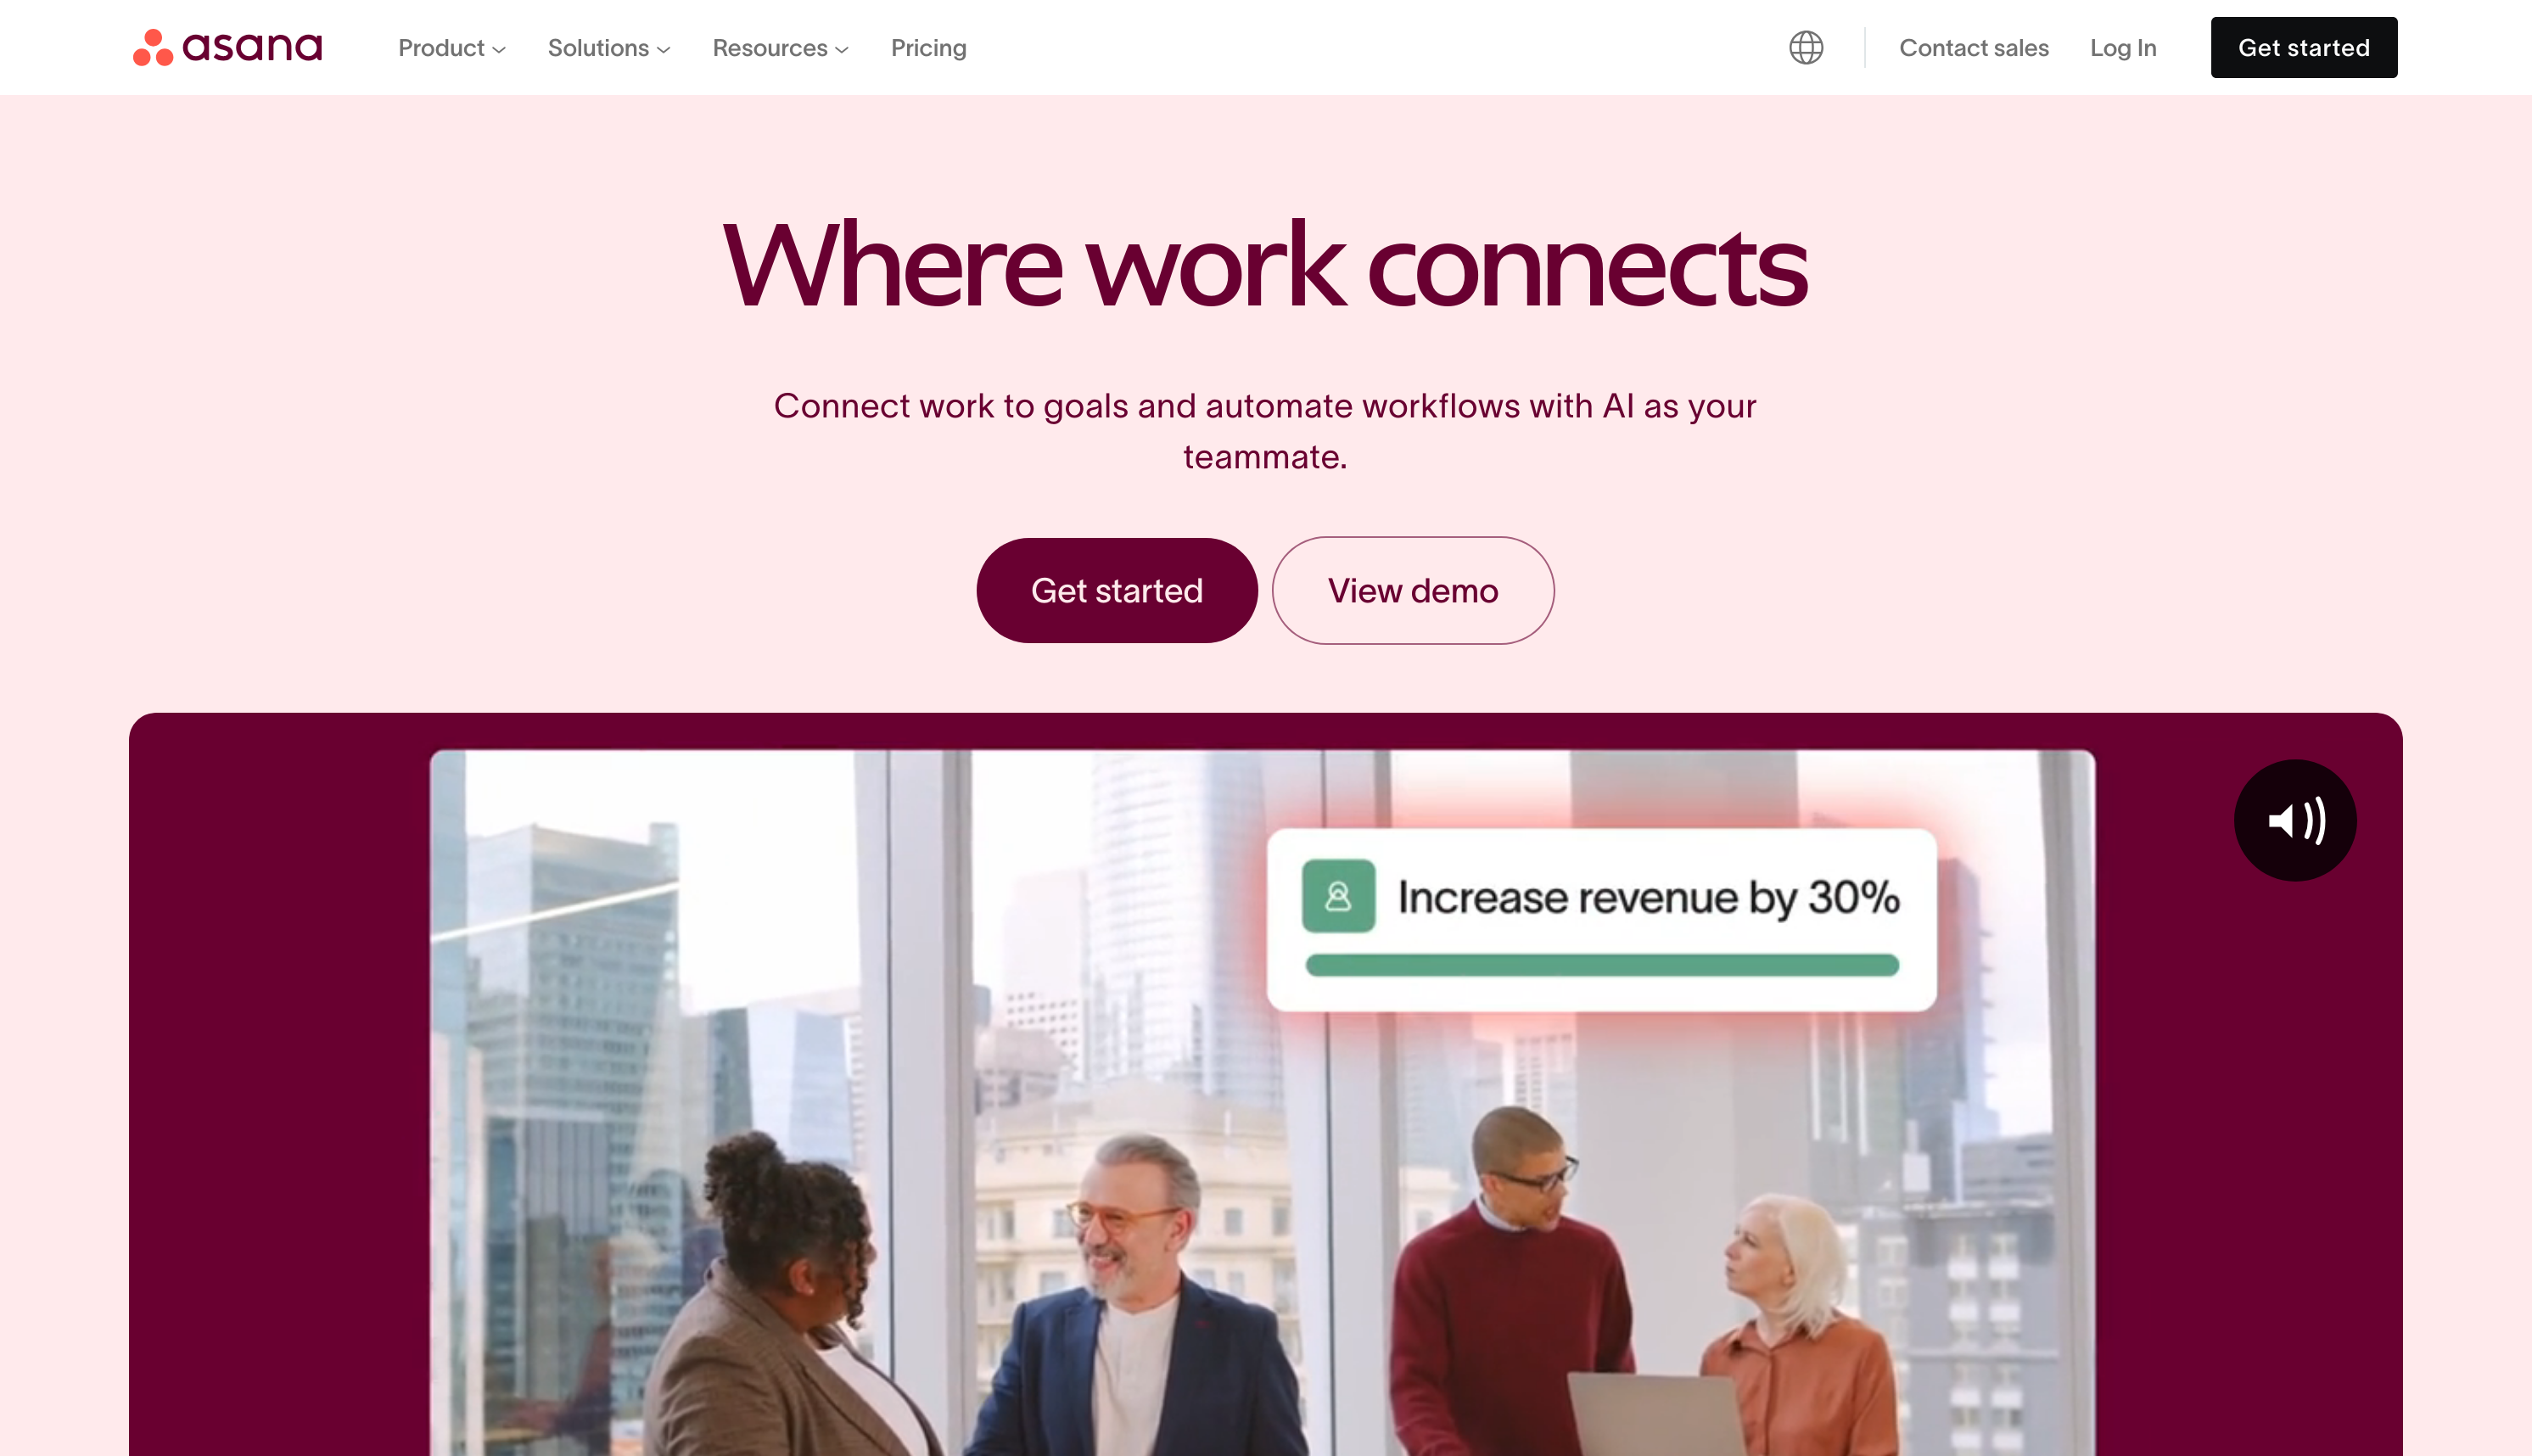 asana
Product
Solutions
Resources
Pricing
Contact sales
Log In
Get started
Where work connects
Connect work to goals and automate workflows with AI as your
teammate.
Get started
View demo
Increase revenue by 30%